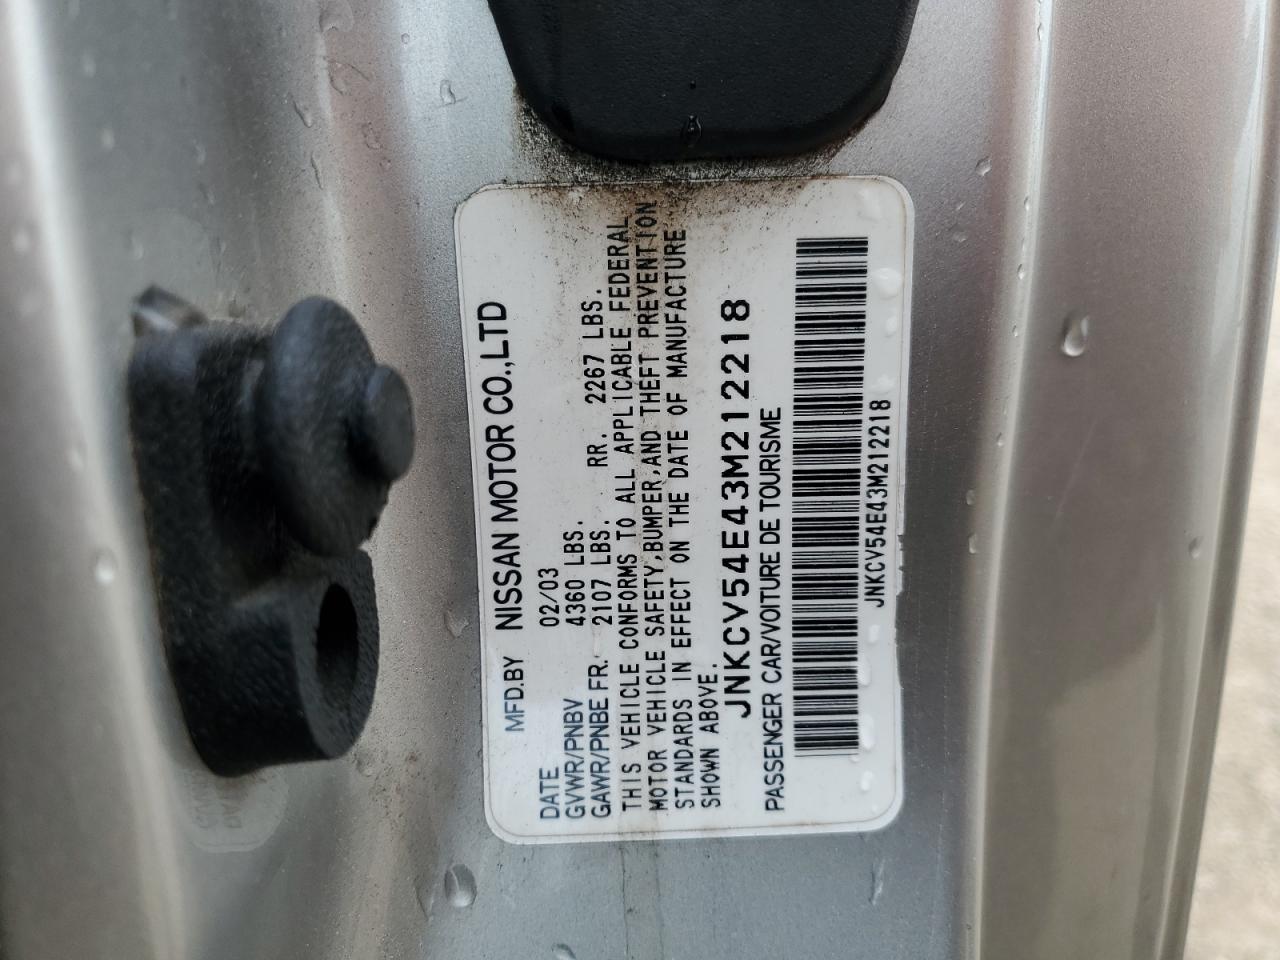 MFD.BY NISSAN MOTOR CO.,LTD
DATE 02/03
GVWR/PNBV 4360 LBS.
GAWR/PNBE FR. 2107 LBS. RR. 2267 LBS.
THIS VEHICLE CONFORMS TO ALL APPLICABLE FEDERAL
MOTOR VEHICLE SAFETY,BUMPER,AND THEFT PREVENTION
STANDARDS IN EFFECT ON THE DATE OF MANUFACTURE
SHOWN ABOVE.
JNKCV54E43M212218
PASSENGER CAR/VOITURE DE TOURISME
JNKCV54E43M212218